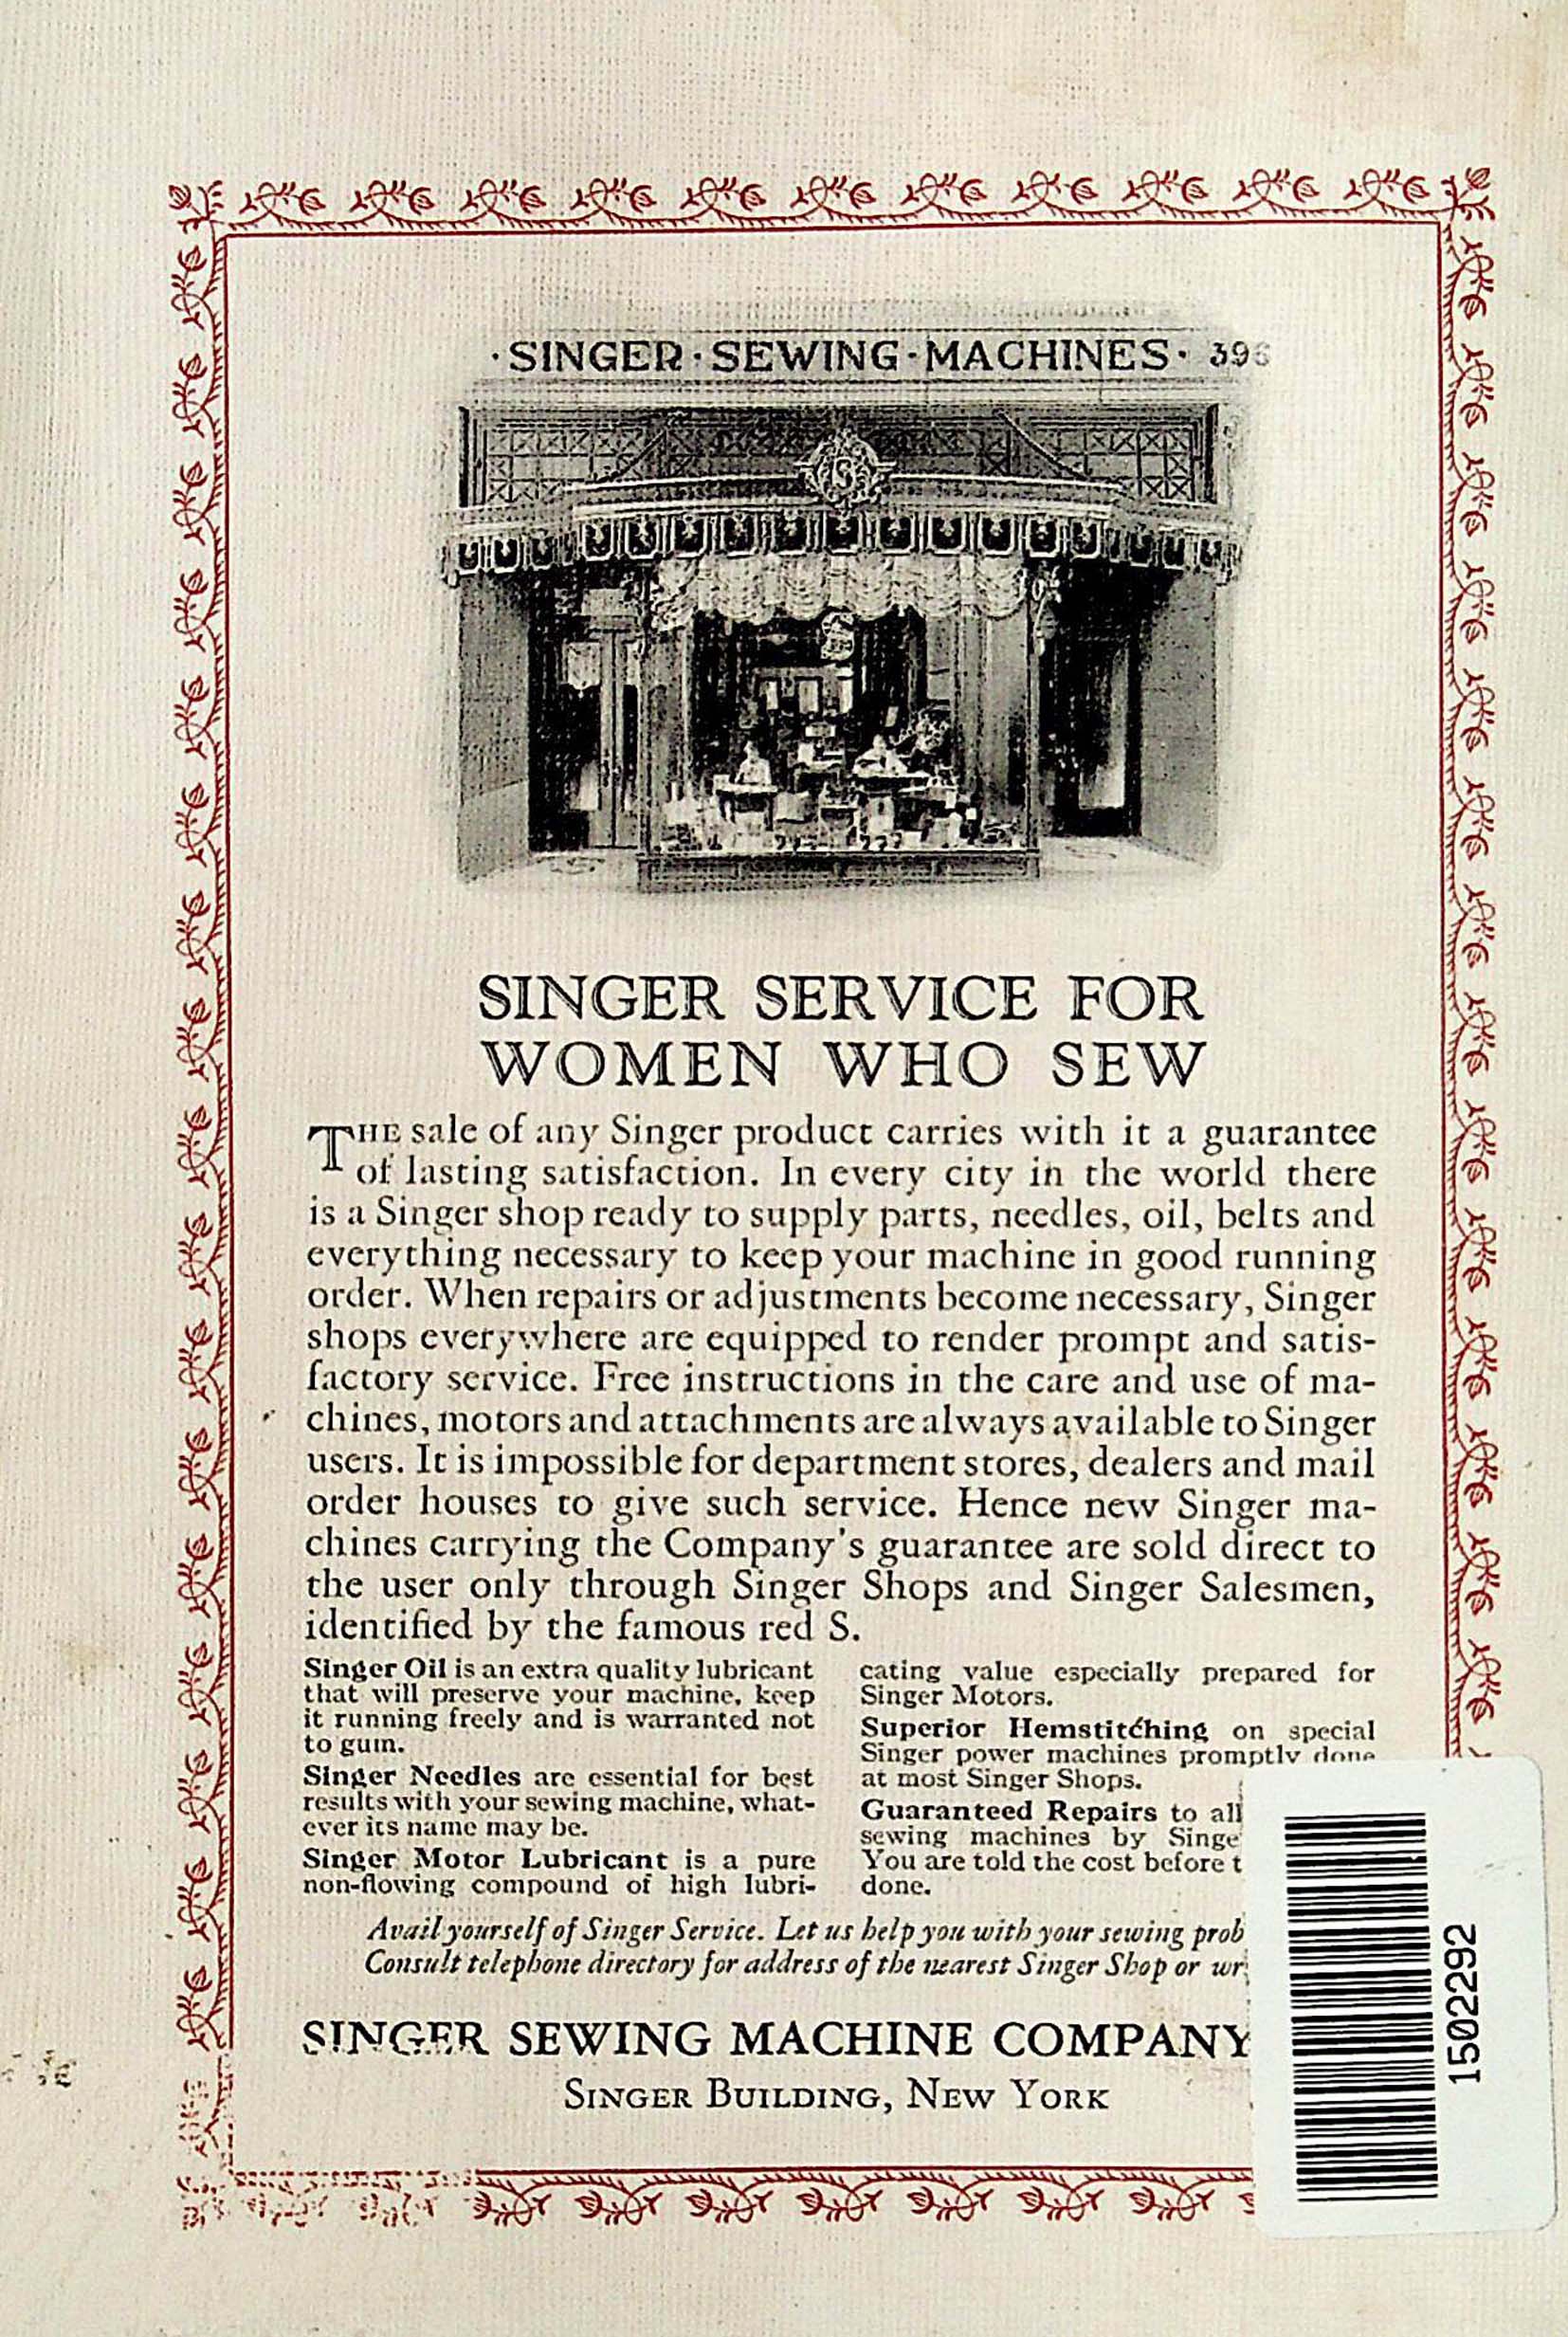 ·SINGER·SEWING·MACHINES· 396
S
SINGER SERVICE FOR
WOMEN WHO SEW
THE sale of any Singer product carries with it a guarantee
of lasting satisfaction. In every city in the world there
is a Singer shop ready to supply parts, needles, oil, belts and
everything necessary to keep your machine in good running
order. When repairs or adjustments become necessary, Singer
shops everywhere are equipped to render prompt and satis-
factory service. Free instructions in the care and use of ma-
chines, motors and attachments are always available to Singer
users. It is impossible for department stores, dealers and mail
order houses to give such service. Hence new Singer ma-
chines carrying the Company's guarantee are sold direct to
the user only through Singer Shops and Singer Salesmen,
identified by the famous red S.
Singer Oil is an extra quality lubricant
that will preserve your machine, keep
it running freely and is warranted not
to gum.
Singer Needles are essential for best
results with your sewing machine, what-
ever its name may be.
Singer Motor Lubricant is a pure
non-flowing compound of high lubri-
cating value especially prepared for
Singer Motors.
Superior Hemstitching on special
Singer power machines promptly done
at most Singer Shops.
Guaranteed Repairs to all
sewing machines by Singe
You are told the cost before t
done.
Avail yourself of Singer Service. Let us help you with your sewing prob
Consult telephone directory for address of the nearest Singer Shop or wr
SINGER SEWING MACHINE COMPANY
SINGER BUILDING, NEW YORK
1502292